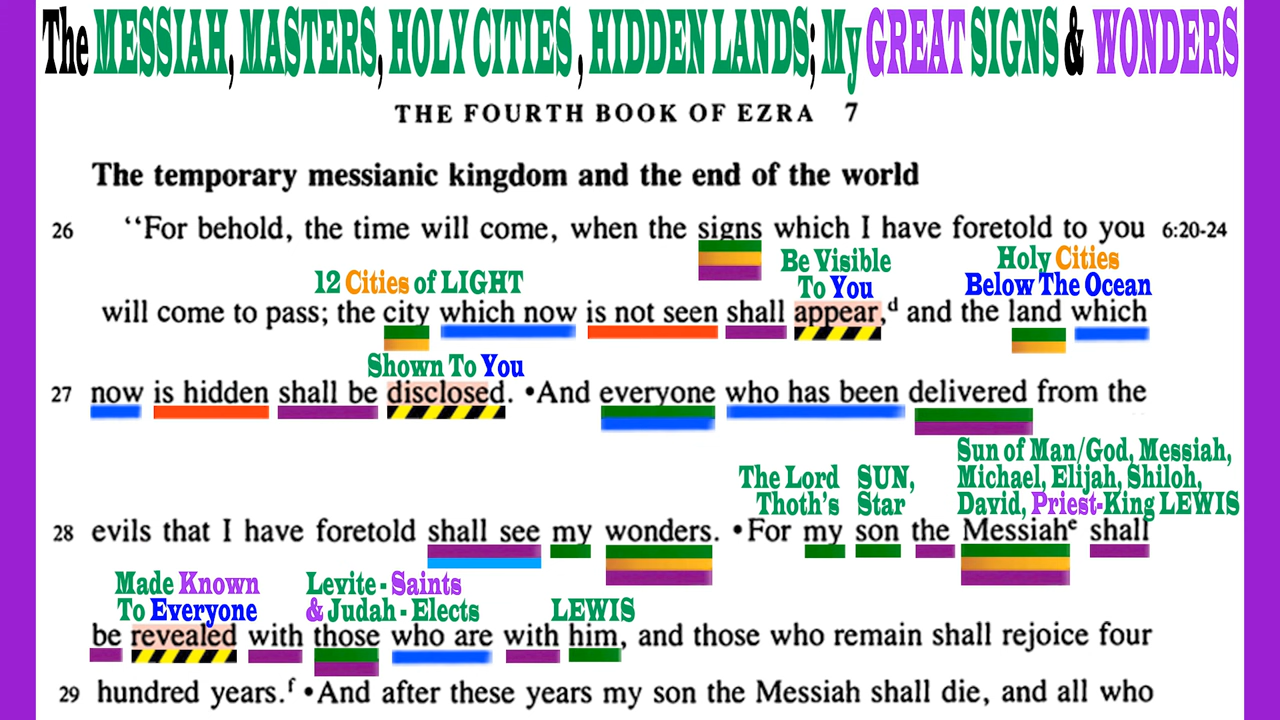 The MESSIAH, MASTERS, HOLY CITIES, HIDDEN LANDS; My GREAT SIGNS & WONDERS
THE FOURTH BOOK OF EZRA 7
The temporary messianic kingdom and the end of the world
26 “For behold, the time will come, when the signs which I have foretold to you 6:20-24
12 Cities of LIGHT
Be Visible
To You
Holy Cities
Below The Ocean
will come to pass; the city which now is not seen shall appear,d and the land which
Shown To You
27 now is hidden shall be disclosed. •And everyone who has been delivered from the
The Lord
Thoth's
SUN,
Star
Sun of Man/God, Messiah,
Michael, Elijah, Shiloh,
David, Priest-King LEWIS
28 evils that I have foretold shall see my wonders. •For my son the Messiahe shall
Made Known
To Everyone
Levite - Saints
& Judah - Elects
LEWIS
be revealed with those who are with him, and those who remain shall rejoice four
29 hundred years.f •And after these years my son the Messiah shall die, and all who